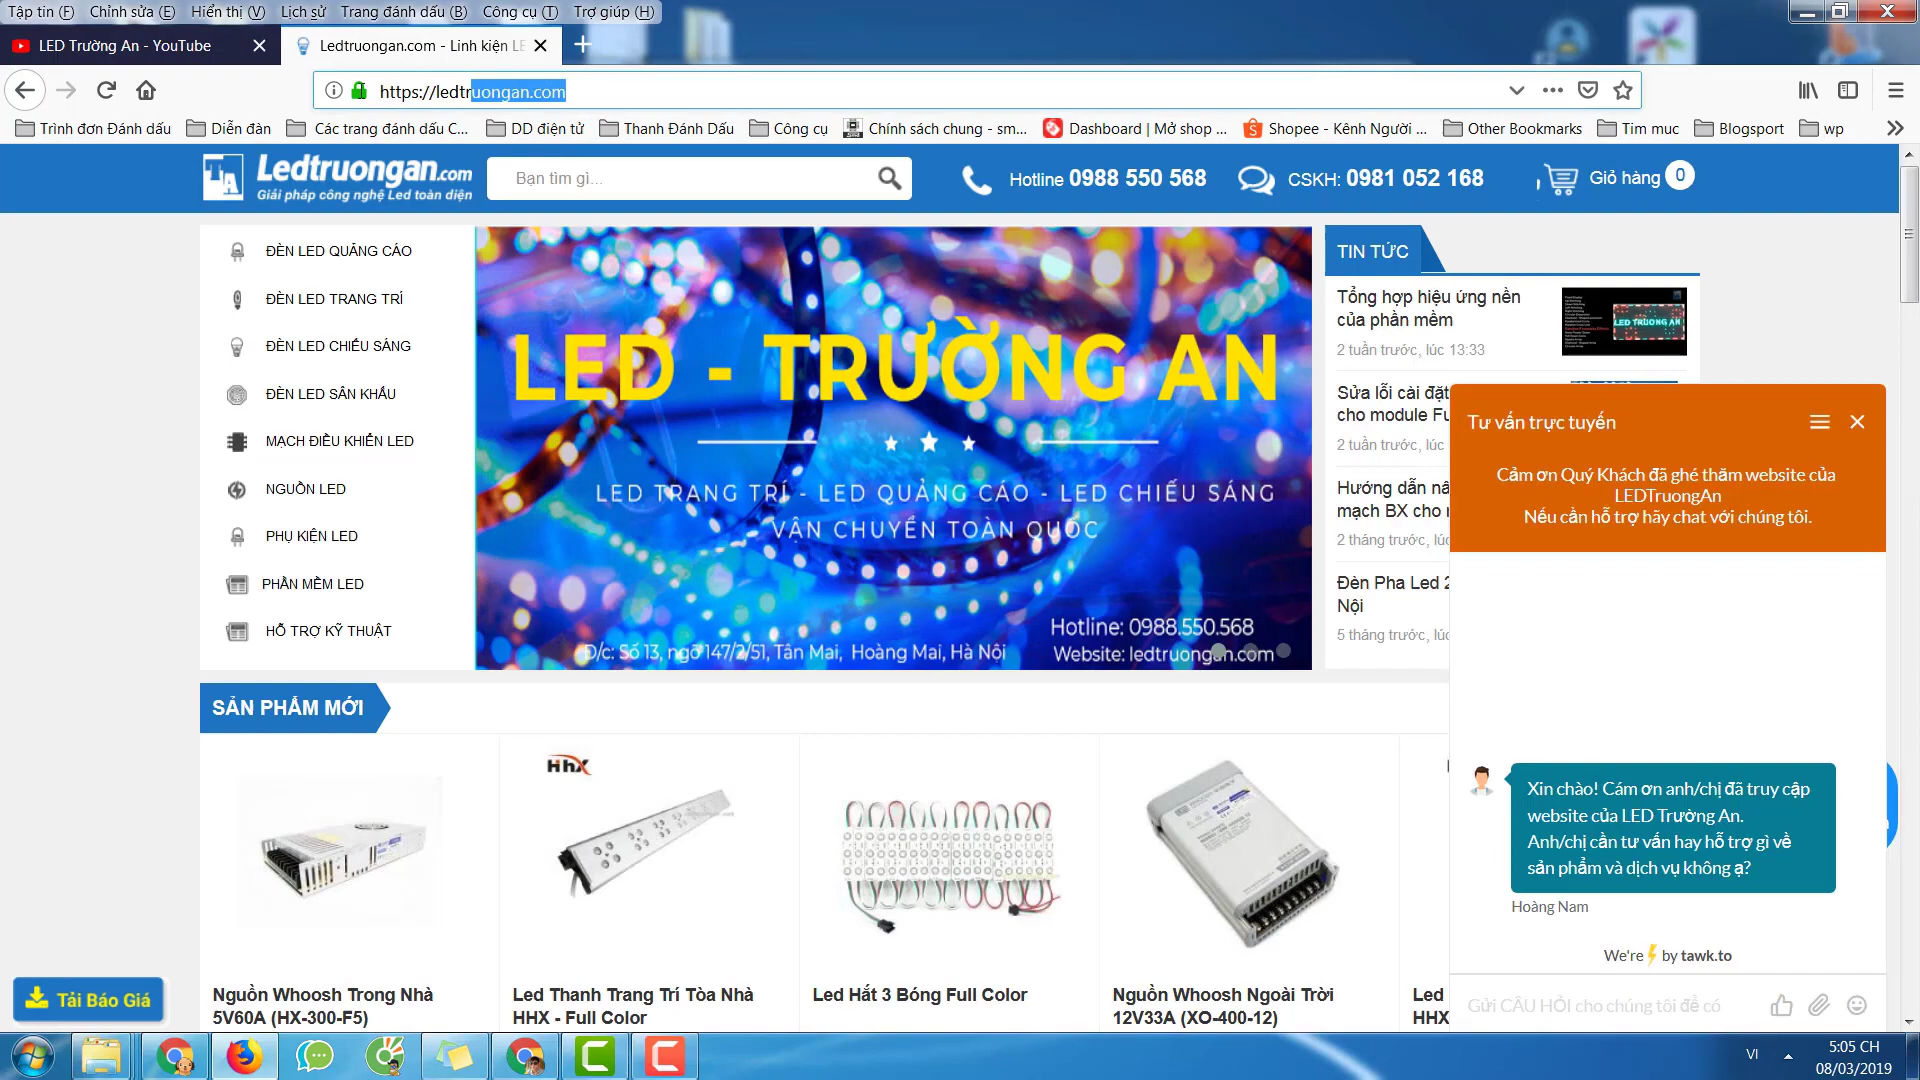 Tập tin (F) Chỉnh sửa (E) Hiển thị (V) Lịch sử Trang đánh dấu (B) Công cụ (T) Trợ giúp (H)
LED Trường An - YouTube
Ledtruongan.com - Linh kiện LE
https://ledtruongan.com
Trình đơn Đánh dấu Diễn đàn Các trang đánh dấu C... DD điện tử Thanh Đánh Dấu Công cụ Chính sách chung - sm... Dashboard | Mở shop ... Shopee - Kênh Người ... Other Bookmarks Tim muc Blogsport wp
TA Ledtruongan.com
Giải pháp công nghệ Led toàn diện
Bạn tìm gì...
Hotline 0988 550 568
CSKH: 0981 052 168
Giỏ hàng 0
ĐÈN LED QUẢNG CÁO
ĐÈN LED TRANG TRÍ
ĐÈN LED CHIẾU SÁNG
ĐÈN LED SÂN KHẤU
MẠCH ĐIỀU KHIỂN LED
NGUỒN LED
PHỤ KIỆN LED
PHẦN MỀM LED
HỖ TRỢ KỸ THUẬT
LED - TRƯỜNG AN
LED TRANG TRÍ - LED QUẢNG CÁO - LED CHIẾU SÁNG
VẬN CHUYỂN TOÀN QUỐC
Hotline: 0988.550.568
Đ/c: Số 13, ngõ 147/2/51, Tân Mai, Hoàng Mai, Hà Nội
Website: ledtruongan.com
TIN TỨC
Tổng hợp hiệu ứng nền
của phần mềm
2 tuần trước, lúc 13:33
LED TRUONG AN
Sửa lỗi cài đặt
cho module Fu
2 tuần trước, lúc
Hướng dẫn nâ
mạch BX cho
2 tháng trước, lúc
Đèn Pha Led 2
Nội
5 tháng trước, lúc
Tư vấn trực tuyến
Cảm ơn Quý Khách đã ghé thăm website của
LEDTruongAn
Nếu cần hỗ trợ hãy chat với chúng tôi.
Xin chào! Cám ơn anh/chị đã truy cập
website của LED Trường An.
Anh/chị cần tư vấn hay hỗ trợ gì về
sản phẩm và dịch vụ không ạ?
Hoàng Nam
We're by tawk.to
Gửi CÂU HỎI cho chúng tôi để có
SẢN PHẨM MỚI
HhX
Nguồn Whoosh Trong Nhà
5V60A (HX-300-F5)
Led Thanh Trang Trí Tòa Nhà
HHX - Full Color
Led Hắt 3 Bóng Full Color
Nguồn Whoosh Ngoài Trời
12V33A (XO-400-12)
Led
HHX
Tải Báo Giá
VI
5:05 CH
08/03/2019